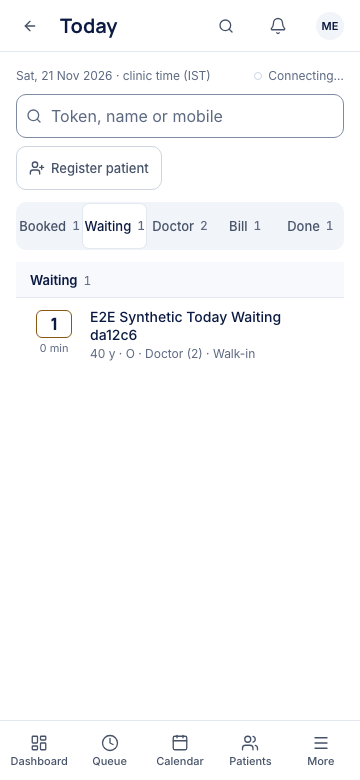 Today
ME
Sat, 21 Nov 2026 · clinic time (IST)
Connecting...
Token, name or mobile
Register patient
Booked 1 Waiting 1 Doctor 2 Bill 1 Done 1
Waiting 1
1
0 min
E2E Synthetic Today Waiting
da12c6
40 y · O · Doctor (2) · Walk-in
Dashboard Queue Calendar Patients More